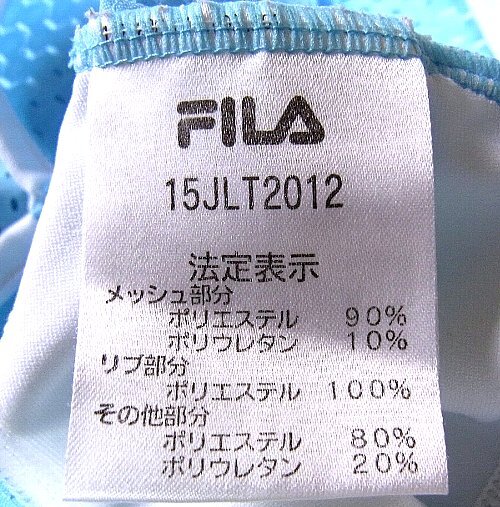 FILA
15JLT2012
法定表示
メッシュ部分
ポリエステル 90%
ポリウレタン 10%
リブ部分
ポリエステル 100%
その他部分
ポリエステル 80%
ポリウレタン 20%